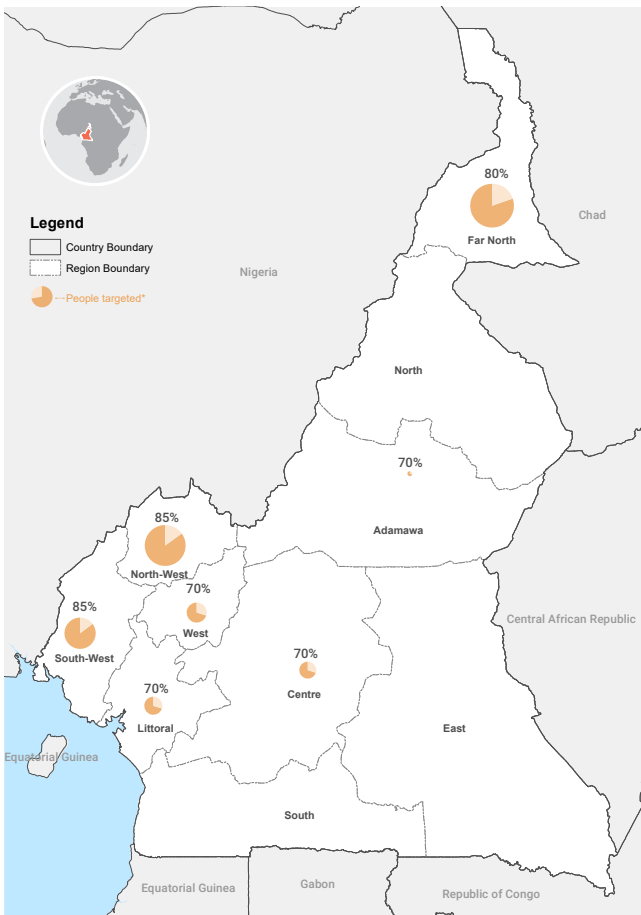 80%
Far North
Chad
Legend
Country Boundary
Region Boundary
People targeted*
Nigeria
North
70%
Adamawa
85%
North-West
70%
West
85%
South-West
70%
Centre
70%
Littoral
Central African Republic
East
Equatorial Guinea
South
Equatorial Guinea
Gabon
Republic of Congo